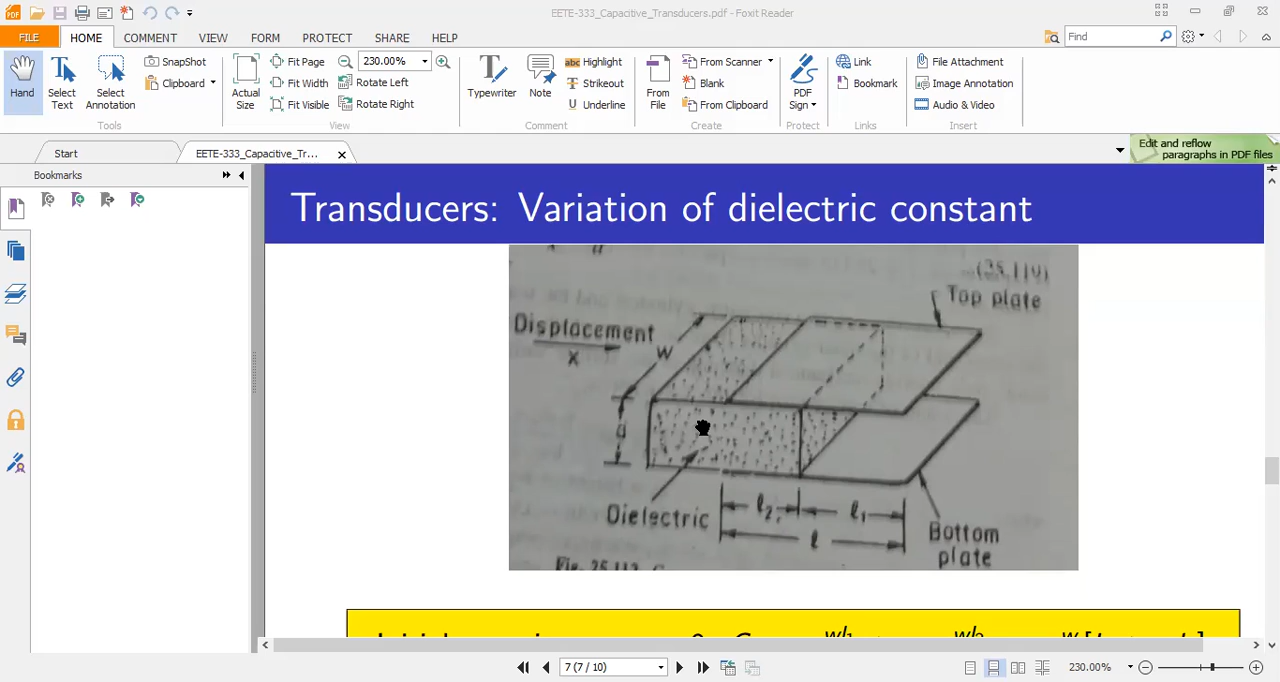 EETE-333_Capacitive_Transducers.pdf - Foxit Reader
FILE HOME COMMENT VIEW FORM PROTECT SHARE HELP
Find
Hand
Select Text
Select Annotation
SnapShot
Clipboard
Tools
Actual Size
Fit Page
Fit Width
Fit Visible
230.00%
Rotate Left
Rotate Right
View
Typewriter
Note
Highlight
Strikeout
Underline
Comment
From File
From Scanner
Blank
From Clipboard
Create
PDF Sign
Protect
Link
Bookmark
Links
File Attachment
Image Annotation
Audio & Video
Insert
Start
EETE-333_Capacitive_Tr...
Edit and reflow
paragraphs in PDF files
Bookmarks
Transducers: Variation of dielectric constant
(25.119)
Top plate
Displacement
x
w
d
Dielectric
l2
l1
l
Bottom
plate
7 (7 / 10)
230.00%